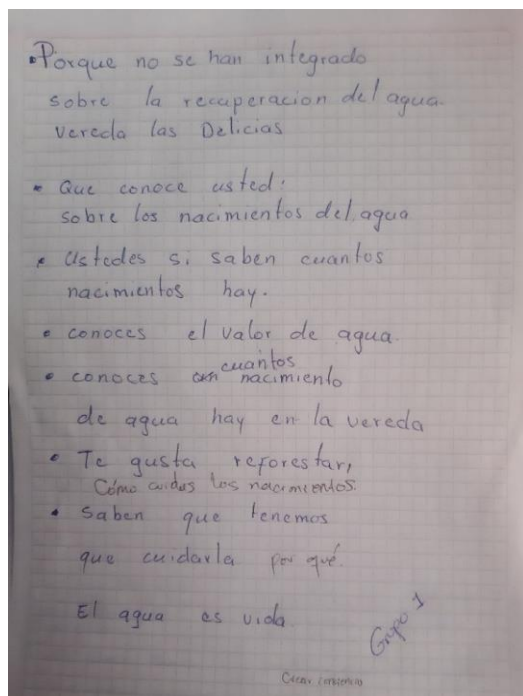 •Porque no se han integrado
sobre la recuperacion del agua.
vereda las Delicias
• Que conoce usted:
sobre los nacimientos del agua
• Ustedes si saben cuantos
nacimientos hay.
• conoces el valor de agua.
• conoces cuantos nacimiento
de agua hay en la vereda
• Te gusta reforestar,
Cómo cuidas los nacimientos.
• Saben que tenemos
que cuidarla por qué.
El agua es vida.
Grupo 1